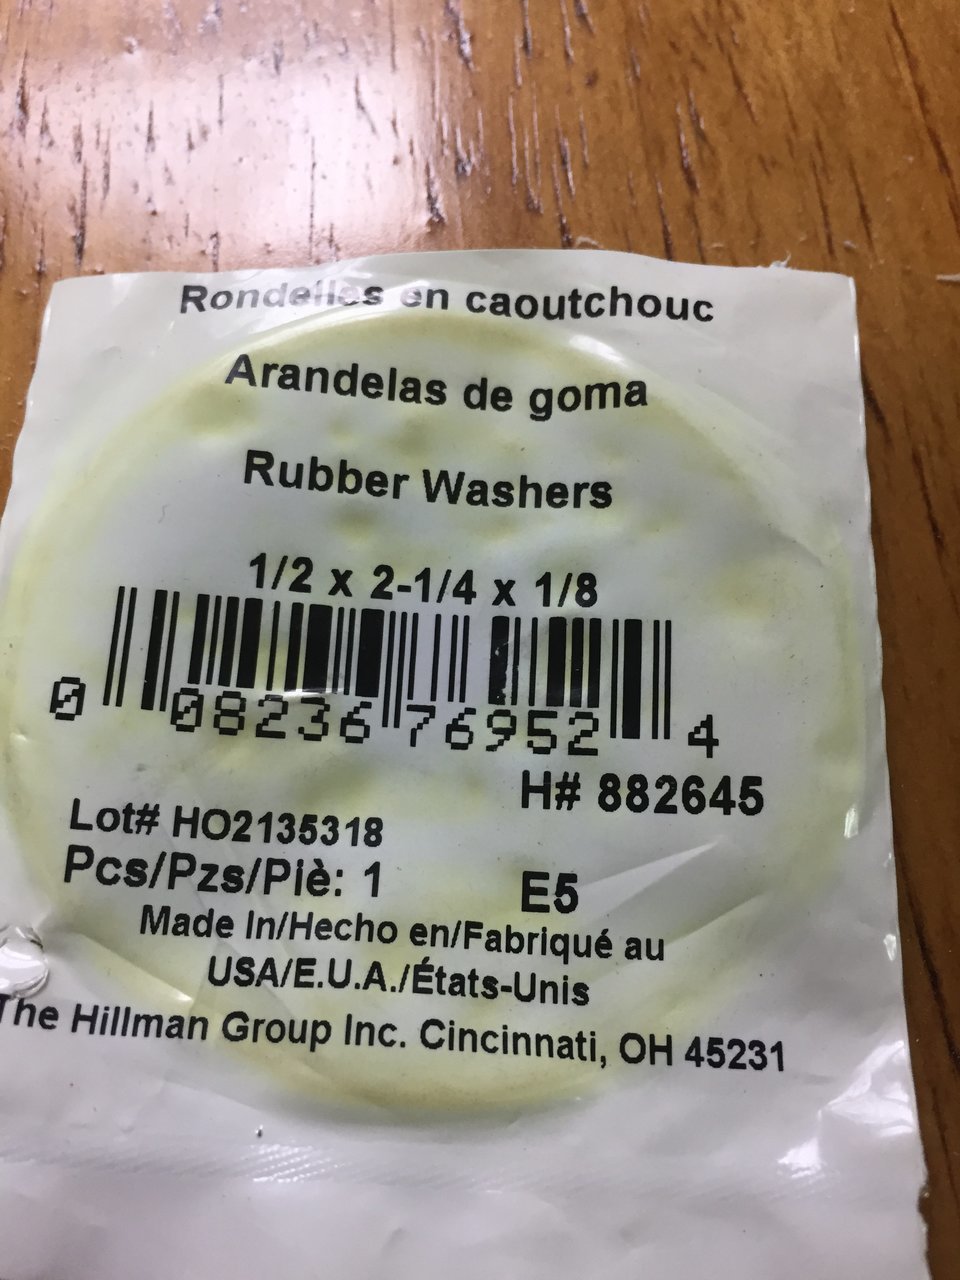 Rondelles en caoutchouc
Arandelas de goma
Rubber Washers
1/2 x 2-1/4 x 1/8
0 08236 76952 4
H# 882645
Lot# HO2135318
Pcs/Pzs/Piè: 1 E5
Made In/Hecho en/Fabriqué au
USA/E.U.A./États-Unis
The Hillman Group Inc. Cincinnati, OH 45231